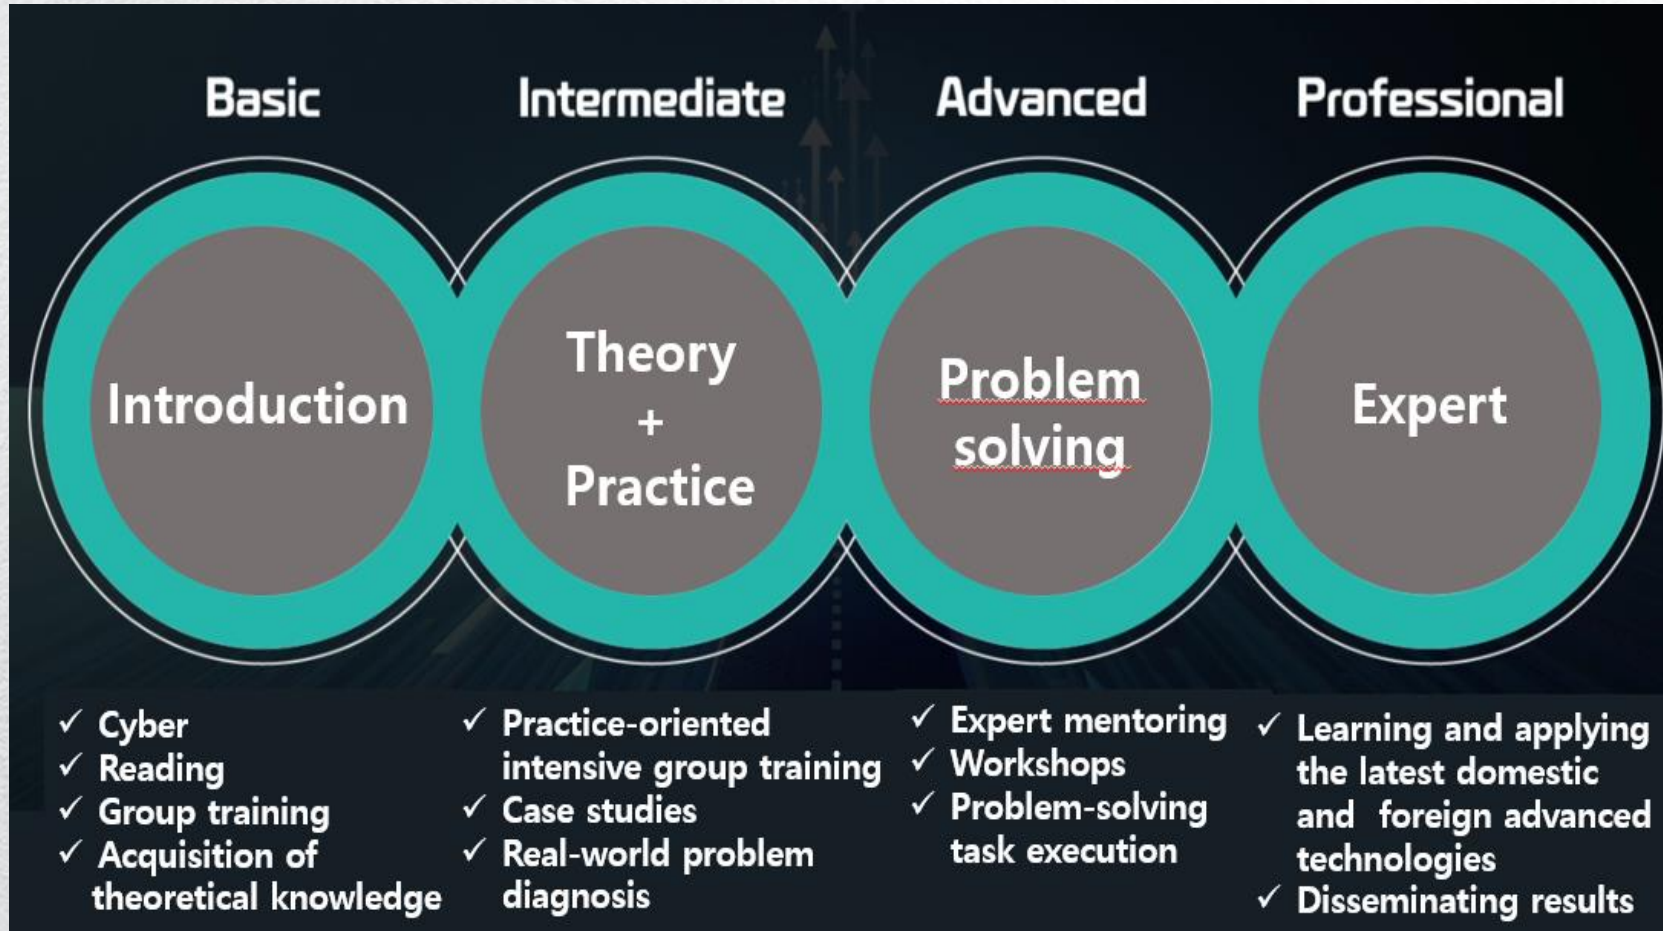 Basic
Intermediate
Advanced
Professional
Introduction
Theory
+
Practice
Problem
solving
Expert
✓ Cyber
✓ Reading
✓ Group training
✓ Acquisition of
theoretical knowledge
✓ Practice-oriented
intensive group training
✓ Case studies
✓ Real-world problem
diagnosis
✓ Expert mentoring
✓ Workshops
✓ Problem-solving
task execution
✓ Learning and applying
the latest domestic
and foreign advanced
technologies
✓ Disseminating results